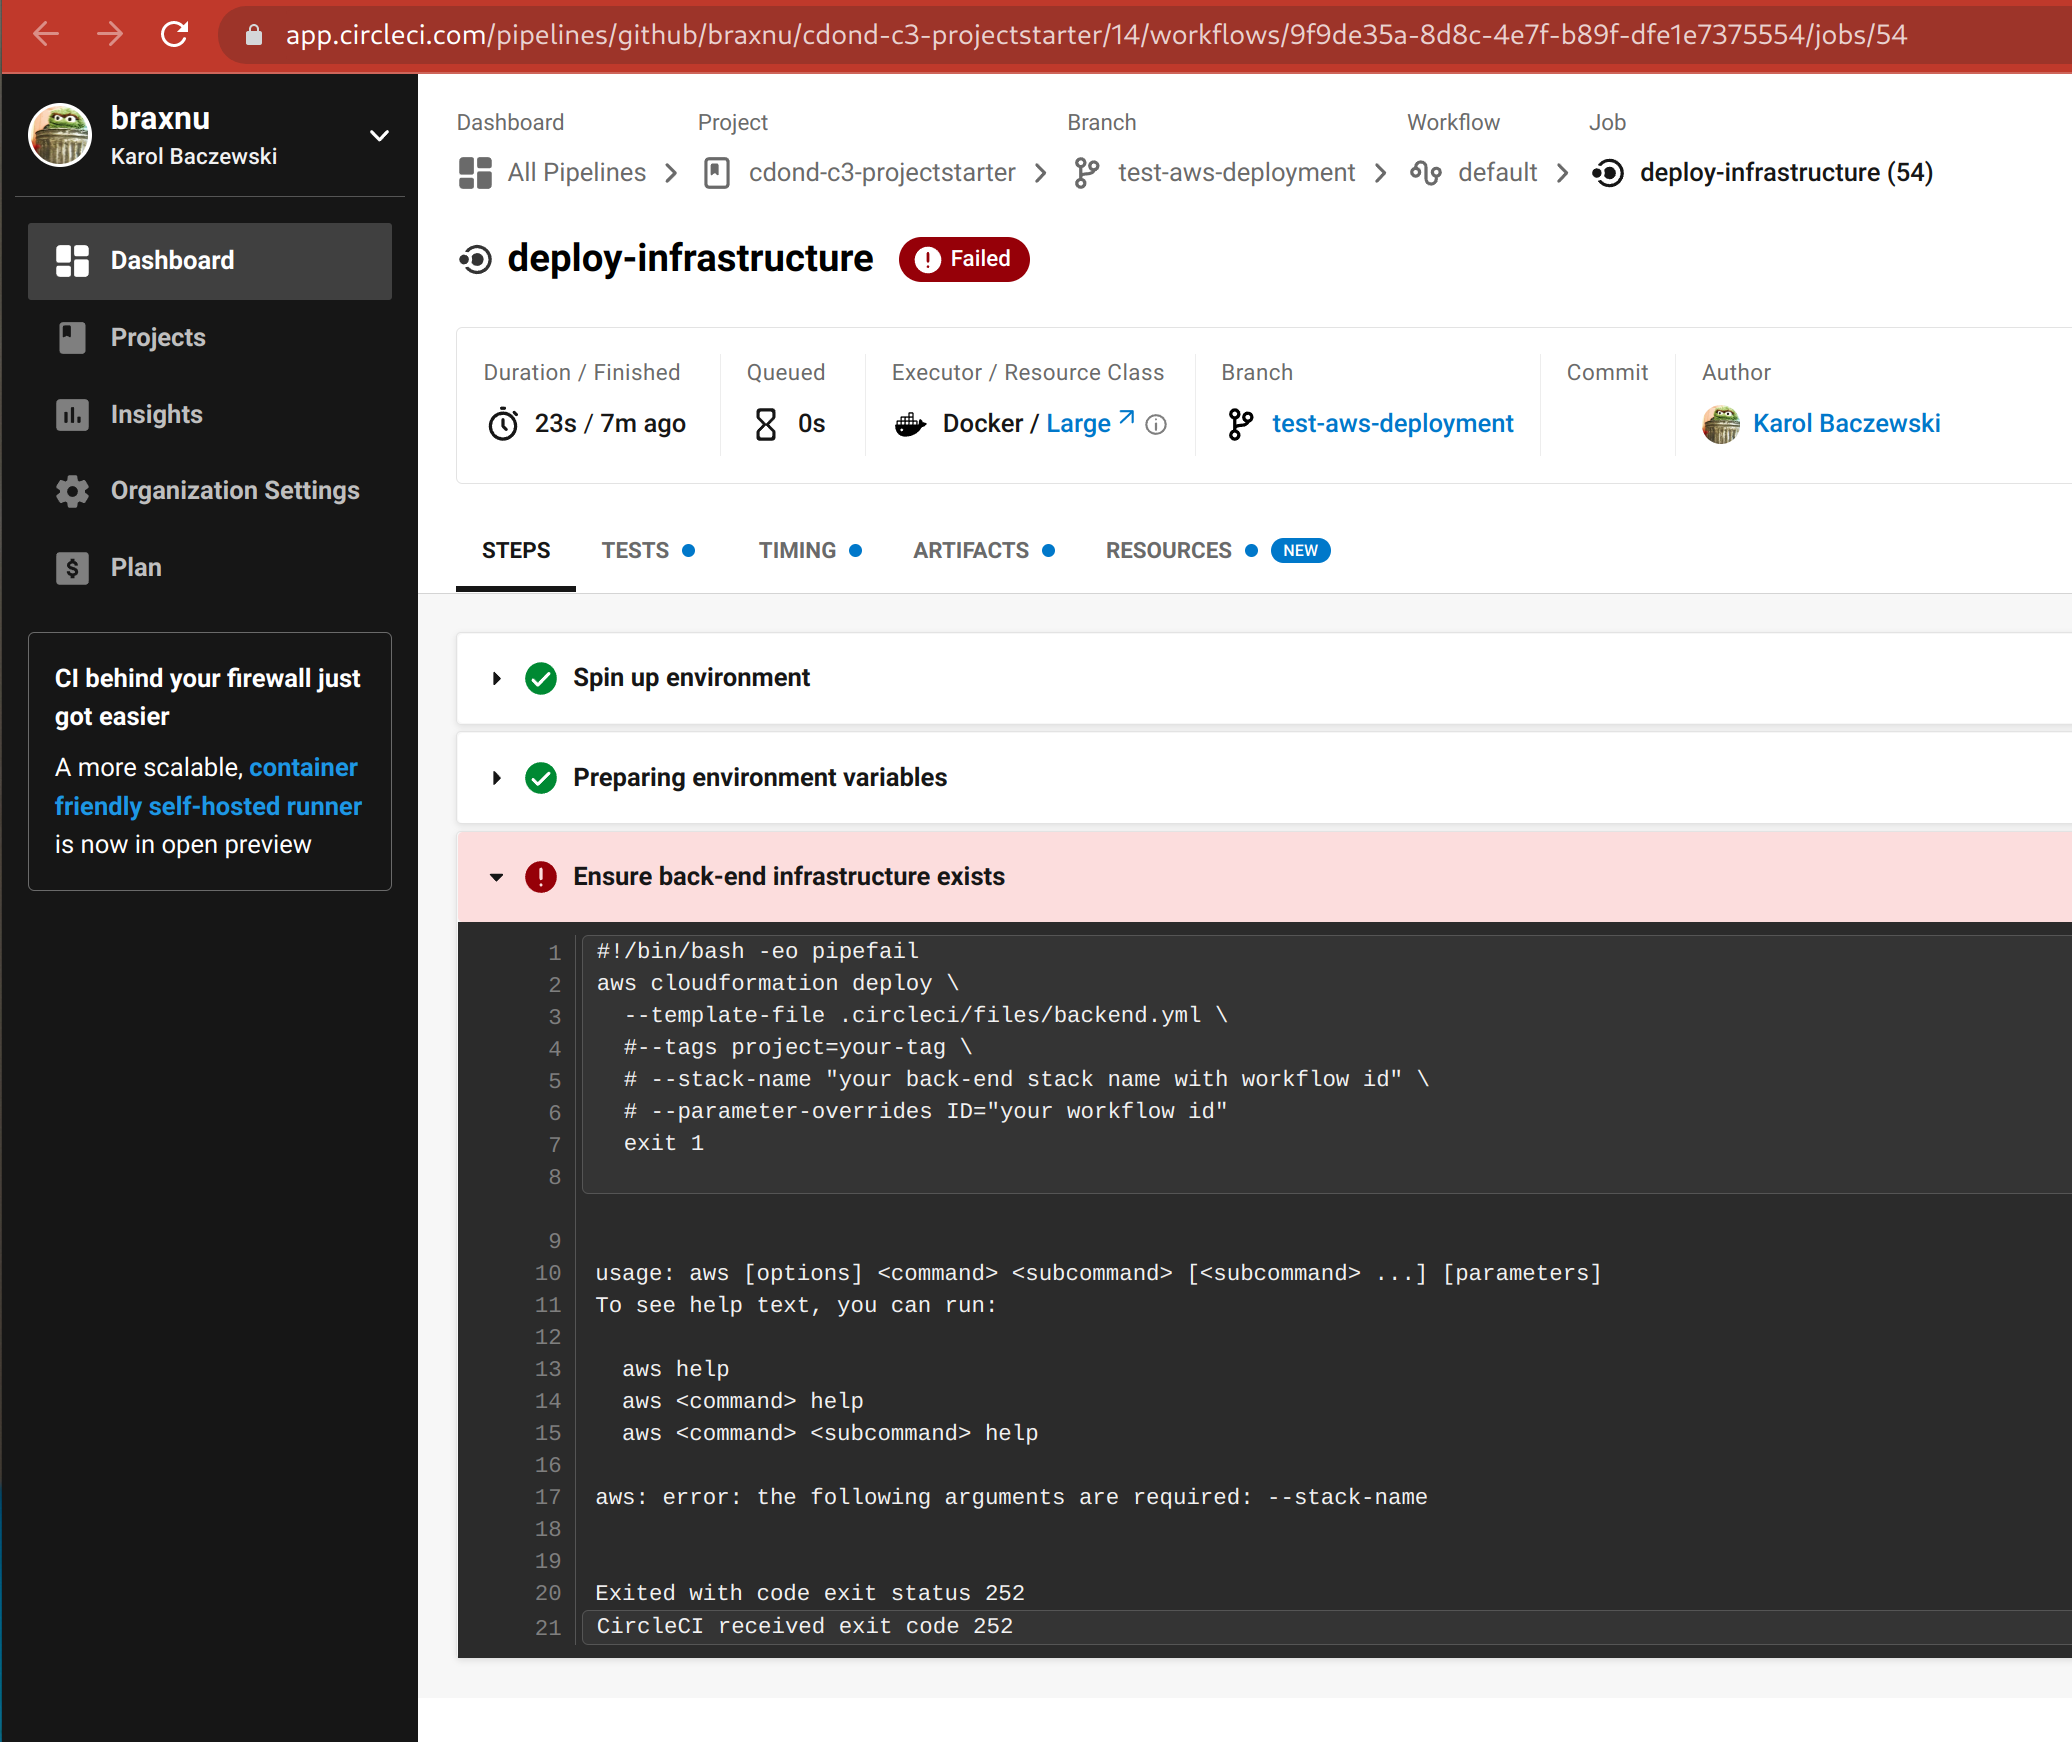 app.circleci.com/pipelines/github/braxnu/cdond-c3-projectstarter/14/workflows/9f9de35a-8d8c-4e7f-b89f-dfe1e7375554/jobs/54
braxnu
Karol Baczewski
Dashboard
Projects
Insights
Organization Settings
Plan
CI behind your firewall just
got easier
A more scalable, container
friendly self-hosted runner
is now in open preview
Dashboard Project Branch Workflow Job
All Pipelines cdond-c3-projectstarter test-aws-deployment default deploy-infrastructure (54)
deploy-infrastructure Failed
Duration / Finished Queued Executor / Resource Class Branch Commit Author
23s / 7m ago 0s Docker / Large test-aws-deployment Karol Baczewski
STEPS TESTS TIMING ARTIFACTS RESOURCES NEW
Spin up environment
Preparing environment variables
Ensure back-end infrastructure exists
1 #!/bin/bash -eo pipefail
2 aws cloudformation deploy \
3 --template-file .circleci/files/backend.yml \
4 #--tags project=your-tag \
5 # --stack-name "your back-end stack name with workflow id" \
6 # --parameter-overrides ID="your workflow id"
7 exit 1
8
9
10 usage: aws [options] <command> <subcommand> [<subcommand> ...] [parameters]
11 To see help text, you can run:
12
13 aws help
14 aws <command> help
15 aws <command> <subcommand> help
16
17 aws: error: the following arguments are required: --stack-name
18
19
20 Exited with code exit status 252
21 CircleCI received exit code 252